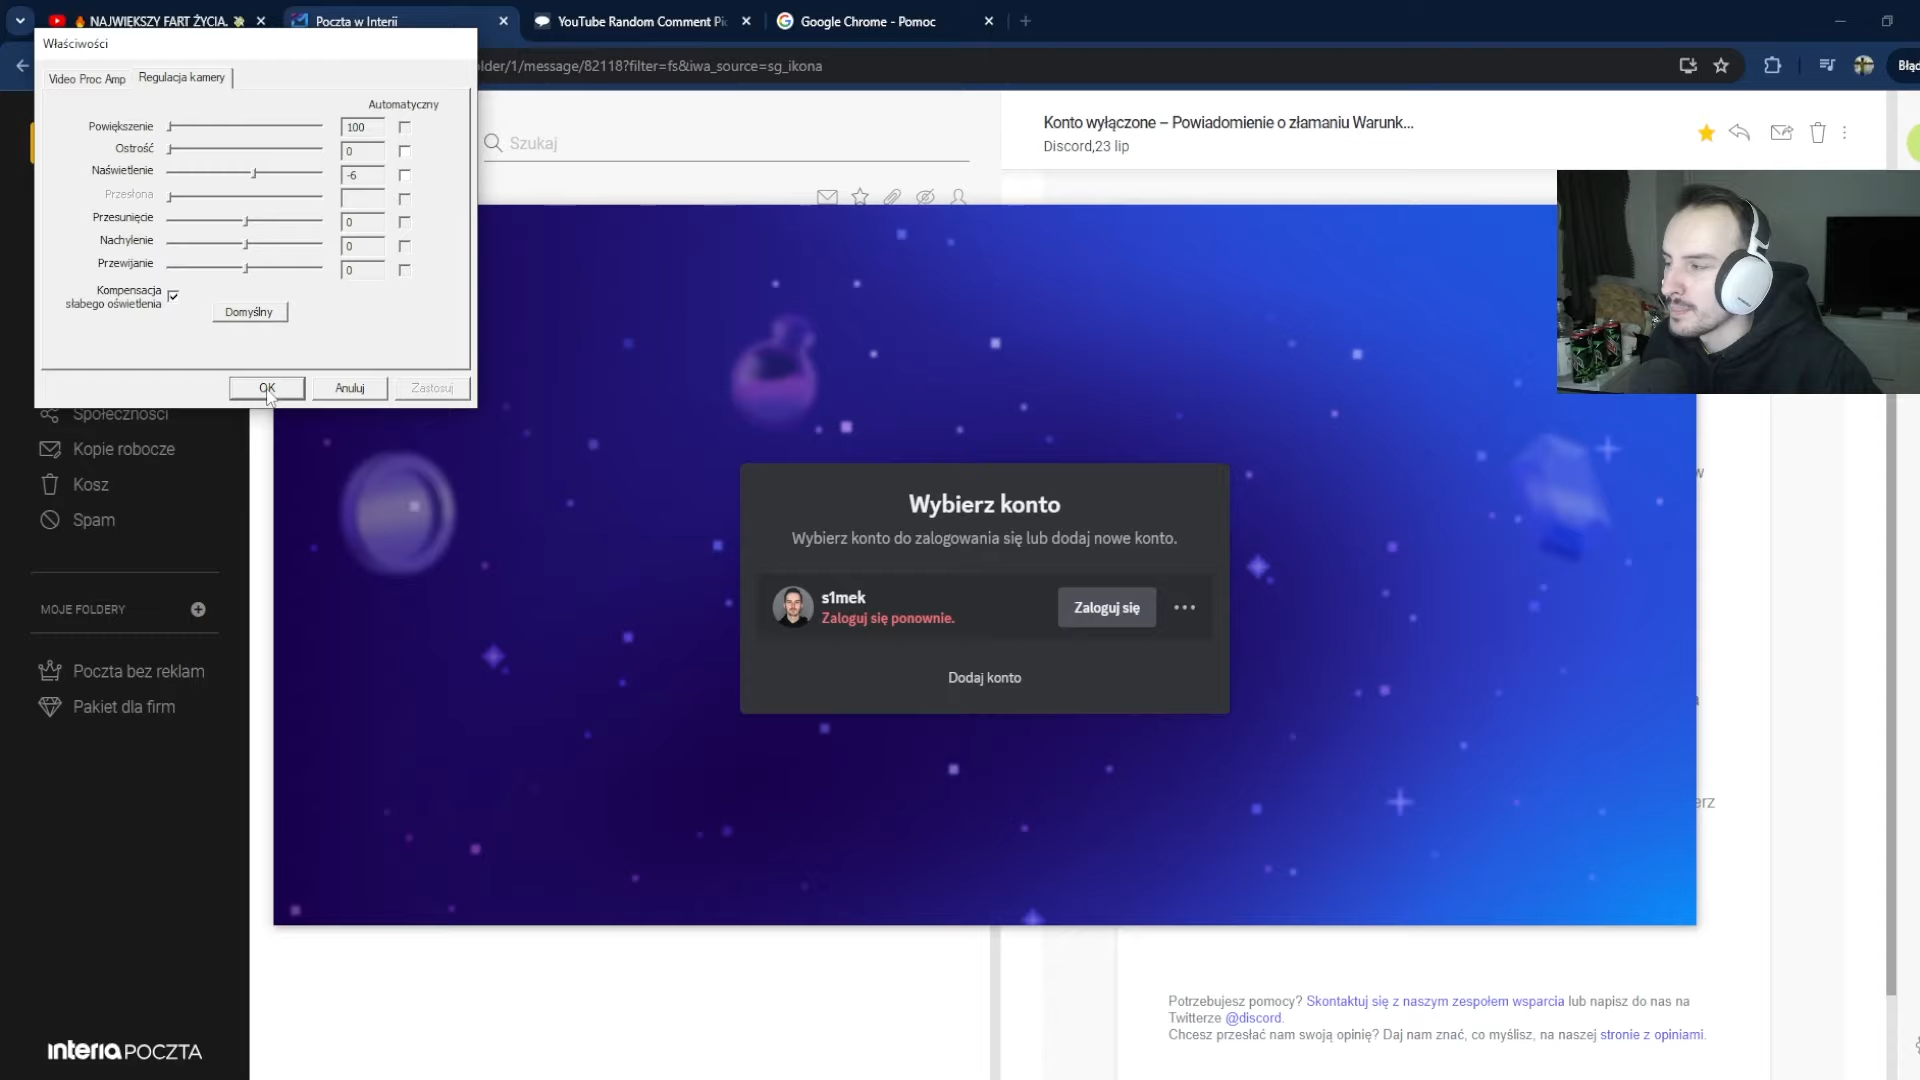 🔥 NAJWIĘKSZY FART ŻYCIA. 💸
Poczta w Interii
YouTube Random Comment Pic
Google Chrome - Pomoc
Właściwości
lder/1/message/82118?filter=fs&iwa_source=sg_ikona
Błąd
Video Proc Amp
Regulacja kamery
Automatyczny
Powiększenie 100
Ostrość 0
Naświetlenie -6
Przesłona
Przesunięcie 0
Nachylenie 0
Przewijanie 0
Kompensacja
słabego oświetlenia
Domyślny
OK
Anuluj
Zastosuj
Szukaj
Konto wyłączone – Powiadomienie o złamaniu Warunk...
Discord,23 lip
Społeczności
Kopie robocze
Kosz
Spam
MOJE FOLDERY
Poczta bez reklam
Pakiet dla firm
interia POCZTA
Wybierz konto
Wybierz konto do zalogowania się lub dodaj nowe konto.
s1mek
Zaloguj się ponownie.
Zaloguj się
Dodaj konto
w
a
erz
Potrzebujesz pomocy? Skontaktuj się z naszym zespołem wsparcia lub napisz do nas na
Twitterze @discord.
Chcesz przesłać nam swoją opinię? Daj nam znać, co myślisz, na naszej stronie z opiniami.